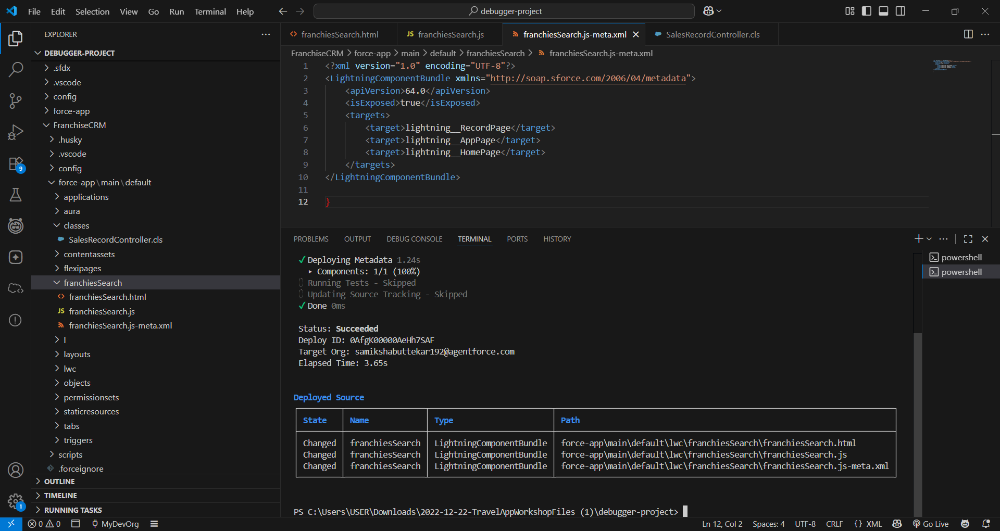 File Edit Selection View Go Run Terminal Help
debugger-project
EXPLORER
DEBUGGER-PROJECT
.sfdx
.vscode
config
force-app
FranchiseCRM
.husky
.vscode
config
force-app\main\default
applications
aura
classes
SalesRecordController.cls
contentassets
flexipages
franchiesSearch
franchiesSearch.html
JS franchiesSearch.js
franchiesSearch.js-meta.xml
l
layouts
lwc
objects
permissionsets
staticresources
tabs
triggers
scripts
.forceignore
OUTLINE
TIMELINE
RUNNING TASKS
9
1
franchiesSearch.html
JS franchiesSearch.js
franchiesSearch.js-meta.xml
SalesRecordController.cls
FranchiseCRM > force-app > main > default > franchiesSearch > franchiesSearch.js-meta.xml
1 <?xml version="1.0" encoding="UTF-8"?>
2 <LightningComponentBundle xmlns="http://soap.sforce.com/2006/04/metadata">
3 <apiVersion>64.0</apiVersion>
4 <isExposed>true</isExposed>
5 <targets>
6 <target>lightning__RecordPage</target>
7 <target>lightning__AppPage</target>
8 <target>lightning__HomePage</target>
9 </targets>
10 </LightningComponentBundle>
11
12 }
PROBLEMS OUTPUT DEBUG CONSOLE TERMINAL PORTS HISTORY
✓ Deploying Metadata 1.24s
▸ Components: 1/1 (100%)
Running Tests - Skipped
Updating Source Tracking - Skipped
✓ Done 0ms
Status: Succeeded
Deploy ID: 0AfgK00000AeHh7SAF
Target Org: samikshabuttekar192@agentforce.com
Elapsed Time: 3.65s
Deployed Source
State Name Type Path
Changed franchiesSearch LightningComponentBundle force-app\main\default\lwc\franchiesSearch\franchiesSearch.html
Changed franchiesSearch LightningComponentBundle force-app\main\default\lwc\franchiesSearch\franchiesSearch.js
Changed franchiesSearch LightningComponentBundle force-app\main\default\lwc\franchiesSearch\franchiesSearch.js-meta.xml
PS C:\Users\USER\Downloads\2022-12-22-TravelAppWorkshopFiles (1)\debugger-project>
powershell
powershell
0 0 MyDevOrg
Ln 12, Col 2 Spaces: 4 UTF-8 CRLF {} XML Go Live